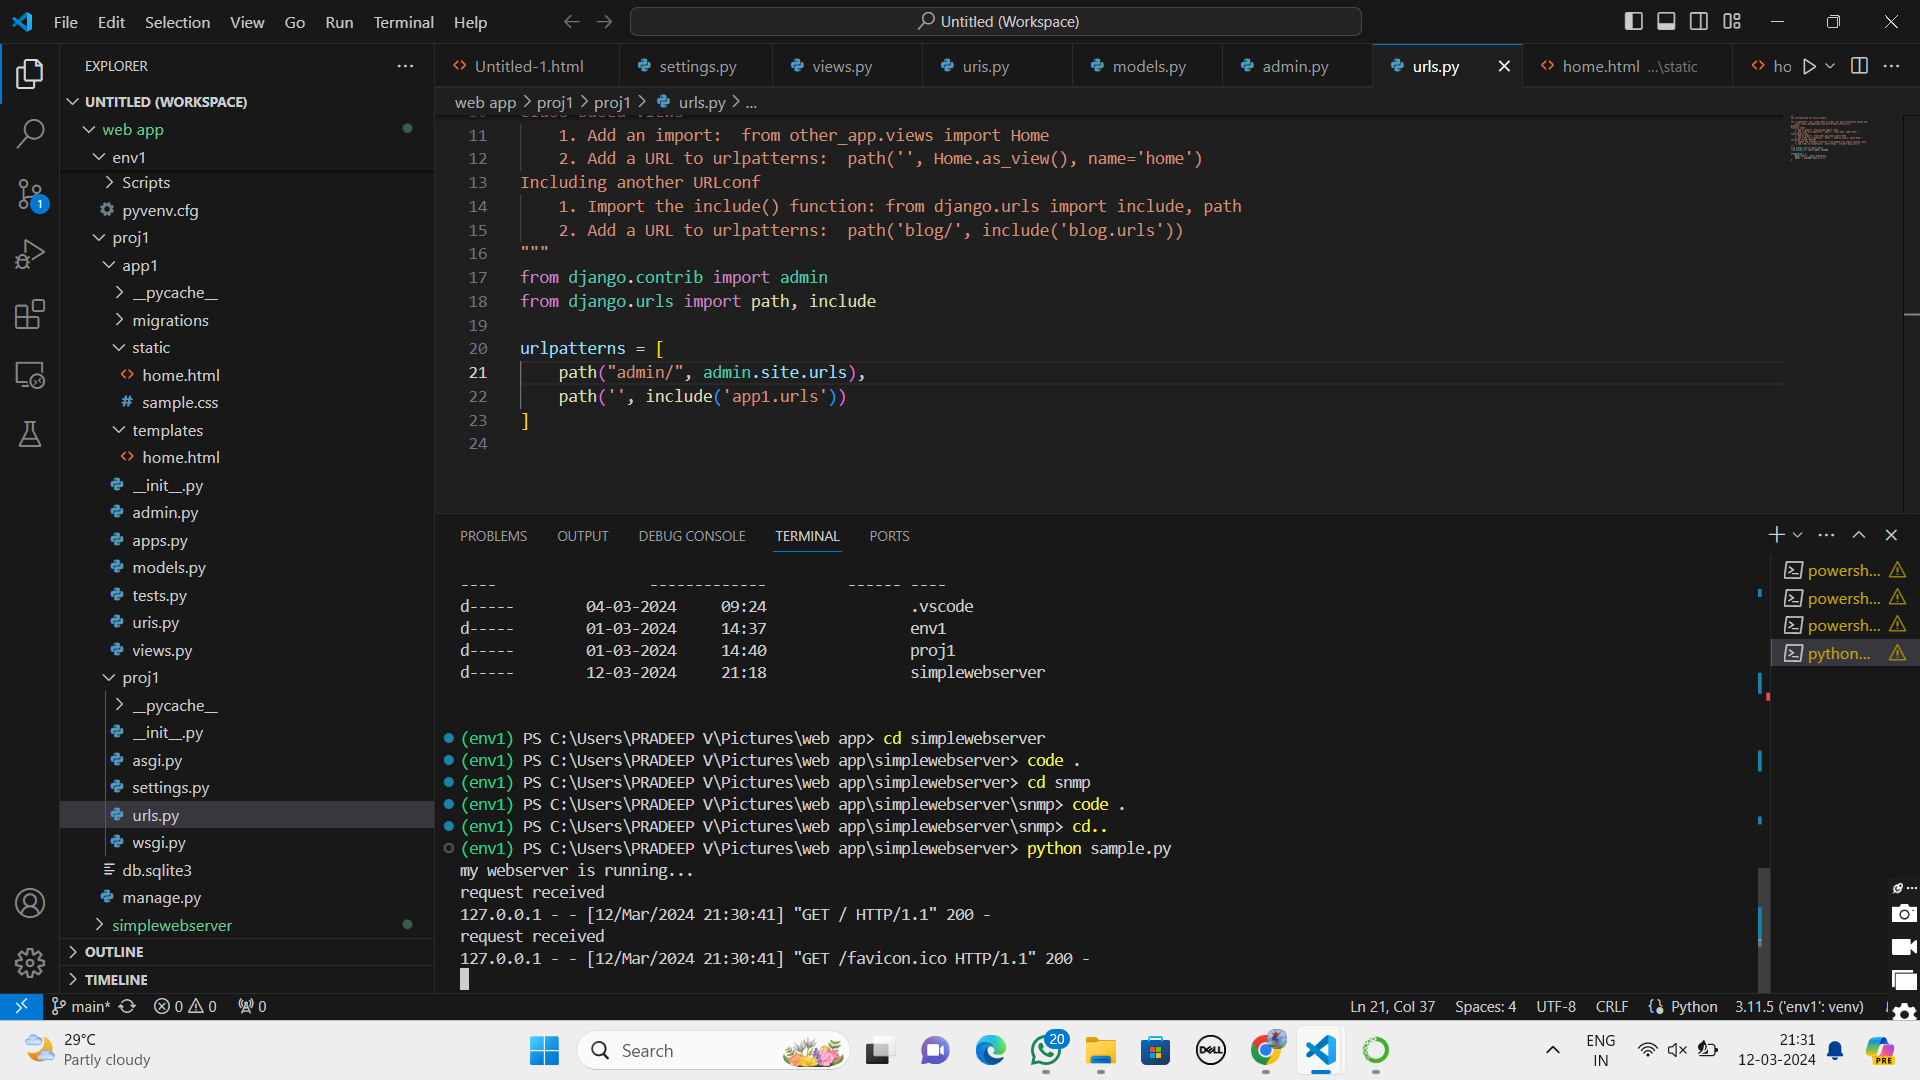 File Edit Selection View Go Run Terminal Help
Untitled (Workspace)
EXPLORER
UNTITLED (WORKSPACE)
web app
env1
Scripts
pyvenv.cfg
proj1
app1
__pycache__
migrations
static
home.html
sample.css
templates
home.html
__init__.py
admin.py
apps.py
models.py
tests.py
uris.py
views.py
proj1
__pycache__
__init__.py
asgi.py
settings.py
urls.py
wsgi.py
db.sqlite3
manage.py
simplewebserver
OUTLINE
TIMELINE
1
Untitled-1.html settings.py views.py uris.py models.py admin.py urls.py home.html ...\static ho
web app > proj1 > proj1 > urls.py > ...
11 1. Add an import:  from other_app.views import Home
12 2. Add a URL to urlpatterns:  path('', Home.as_view(), name='home')
13 Including another URLconf
14 1. Import the include() function: from django.urls import include, path
15 2. Add a URL to urlpatterns:  path('blog/', include('blog.urls'))
16 """
17 from django.contrib import admin
18 from django.urls import path, include
19
20 urlpatterns = [
21 path("admin/", admin.site.urls),
22 path('', include('app1.urls'))
23 ]
24
PROBLEMS OUTPUT DEBUG CONSOLE TERMINAL PORTS
---- ------------- ------ ----
d----- 04-03-2024 09:24 .vscode
d----- 01-03-2024 14:37 env1
d----- 01-03-2024 14:40 proj1
d----- 12-03-2024 21:18 simplewebserver
(env1) PS C:\Users\PRADEEP V\Pictures\web app> cd simplewebserver
(env1) PS C:\Users\PRADEEP V\Pictures\web app\simplewebserver> code .
(env1) PS C:\Users\PRADEEP V\Pictures\web app\simplewebserver> cd snmp
(env1) PS C:\Users\PRADEEP V\Pictures\web app\simplewebserver\snmp> code .
(env1) PS C:\Users\PRADEEP V\Pictures\web app\simplewebserver\snmp> cd..
(env1) PS C:\Users\PRADEEP V\Pictures\web app\simplewebserver> python sample.py
my webserver is running...
request received
127.0.0.1 - - [12/Mar/2024 21:30:41] "GET / HTTP/1.1" 200 -
request received
127.0.0.1 - - [12/Mar/2024 21:30:41] "GET /favicon.ico HTTP/1.1" 200 -
powersh...
powersh...
powersh...
python...
main* 0 0 0
Ln 21, Col 37 Spaces: 4 UTF-8 CRLF Python 3.11.5 ('env1': venv)
29°C
Partly cloudy
Search
20
DELL
ENG
IN
21:31
12-03-2024
PRE